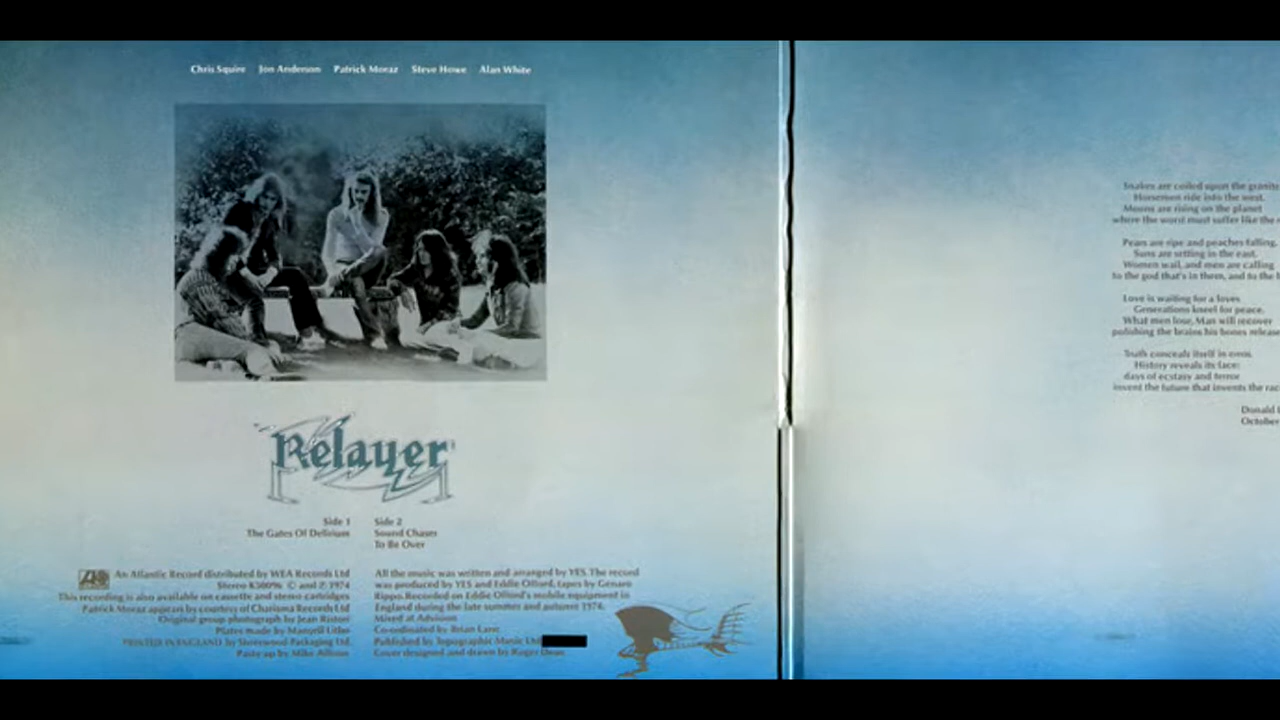 Chris Squire Jon Anderson Patrick Moraz Steve Howe Alan White
Relayer
Side 1
The Gates Of Delirium
Side 2
Sound Chaser
To Be Over
An Atlantic Record distributed by WEA Records Ltd
Stereo K50096 © and ℗ 1974
This recording is also available on cassette and stereo cartridges
Patrick Moraz appears by courtesy of Charisma Records Ltd
Original group photograph by Jean Ristori
Plates made by Mansell Litho
PRINTED IN ENGLAND by Shorewood Packaging Ltd.
Paste up by Mike Allison
All the music was written and arranged by YES. The record
was produced by YES and Eddie Offord, tapes by Genaro
Rippo. Recorded on Eddie Offord's mobile equipment in
England during the late summer and autumn 1974.
Mixed at Advision
Co-ordinated by Brian Lane
Published by Topographic Music Ltd
Cover designed and drawn by Roger Dean
Snakes are coiled upon the granite
Horsemen ride into the west.
Moons are rising on the planet
where the worst must suffer like the
Pears are ripe and peaches falling.
Suns are setting in the east.
Women wail, and men are calling
to the god that's in them, and to the
Love is waiting for a lover
Generations kneel for peace.
What men lose, Man will recover
polishing the brains his bones release
Truth conceals itself in error.
History reveals its face:
days of ecstasy and terror
invent the future that invents the
Donald
October